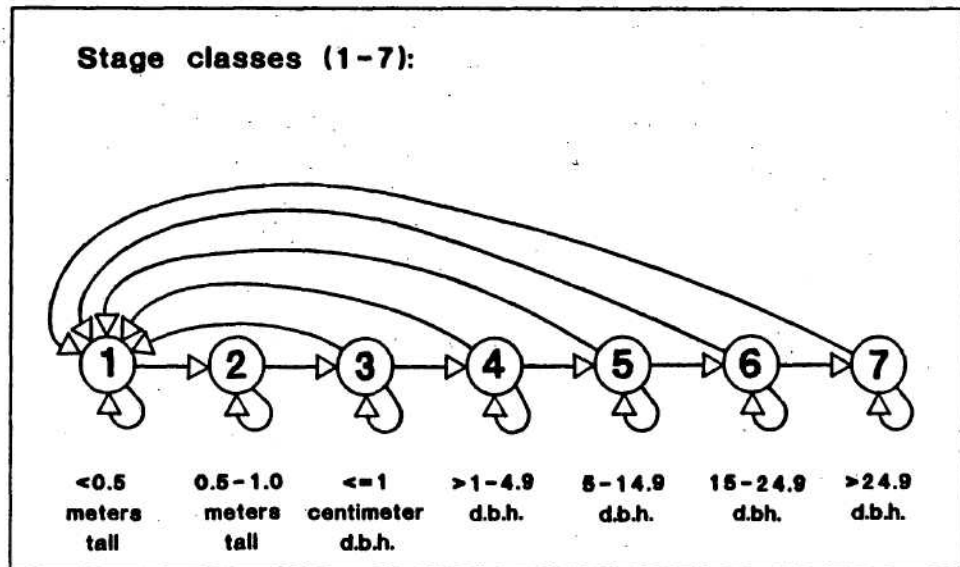 Stage classes (1-7):
1 2 3 4 5 6 7
<0.5 0.5-1.0 <=1 >1-4.9 5-14.9 15-24.9 >24.9
meters meters centimeter d.b.h. d.b.h. d.bh. d.b.h.
tall tall d.b.h.